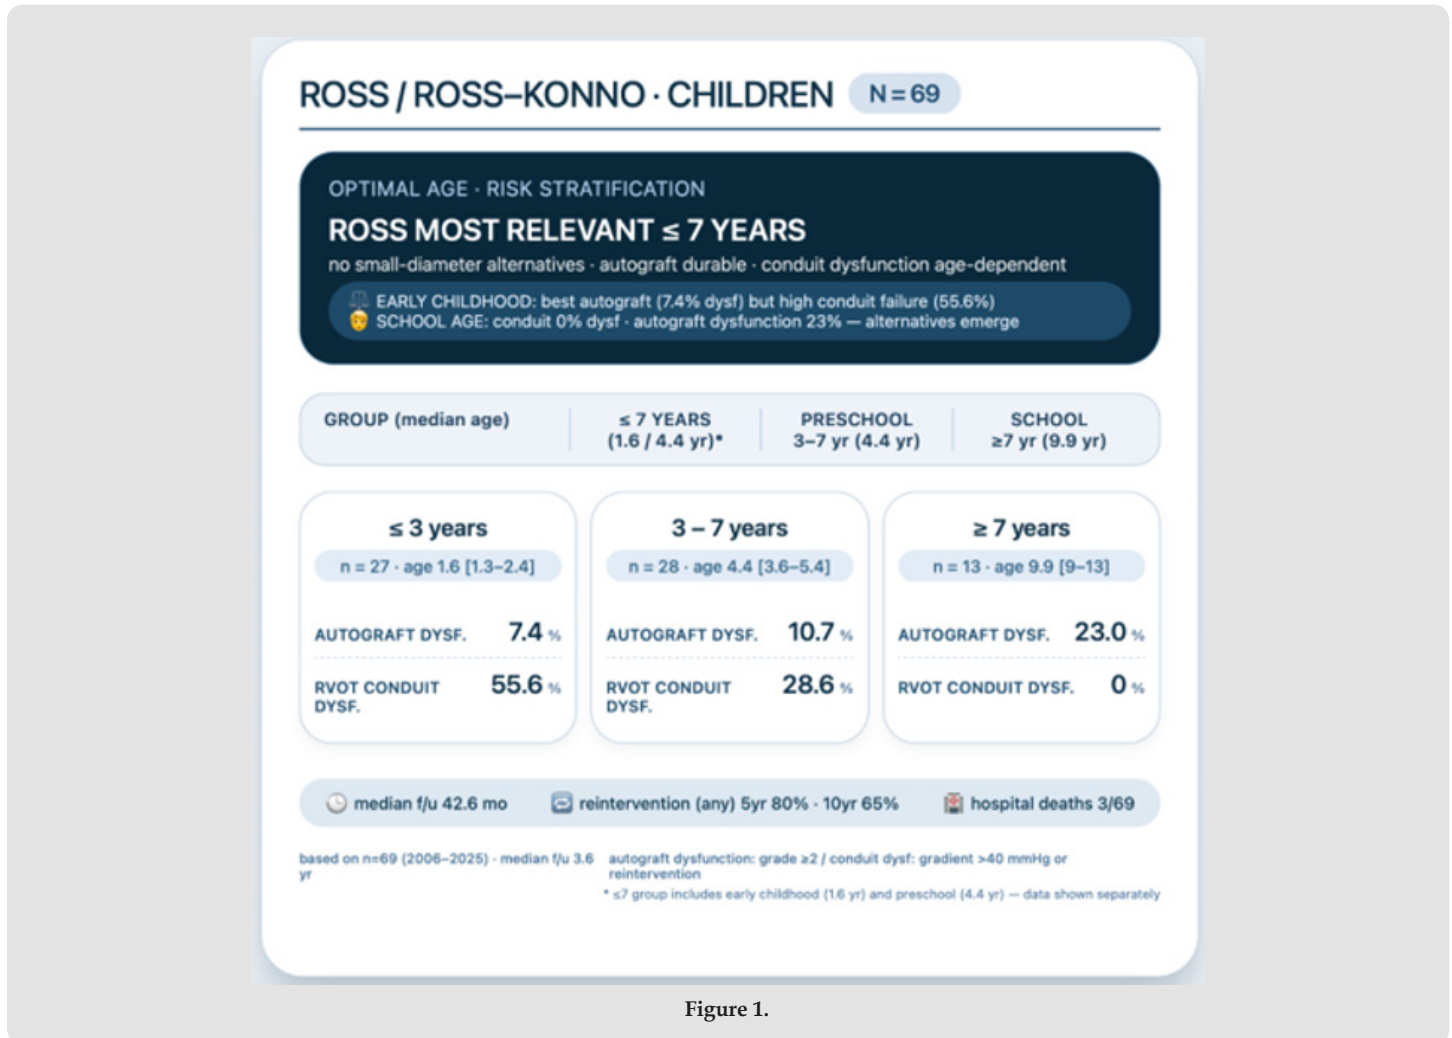 ROSS / ROSS–KONNO · CHILDREN N = 69
OPTIMAL AGE · RISK STRATIFICATION
ROSS MOST RELEVANT ≤ 7 YEARS
no small-diameter alternatives · autograft durable · conduit dysfunction age-dependent
EARLY CHILDHOOD: best autograft (7.4% dysf) but high conduit failure (55.6%)
SCHOOL AGE: conduit 0% dysf · autograft dysfunction 23% — alternatives emerge
GROUP (median age)
≤ 7 YEARS
(1.6 / 4.4 yr)*
PRESCHOOL
3–7 yr (4.4 yr)
SCHOOL
≥7 yr (9.9 yr)
≤ 3 years
n = 27 · age 1.6 [1.3–2.4]
AUTOGRAFT DYSF. 7.4 %
RVOT CONDUIT 55.6 %
DYSF.
3 – 7 years
n = 28 · age 4.4 [3.6–5.4]
AUTOGRAFT DYSF. 10.7 %
RVOT CONDUIT 28.6 %
DYSF.
≥ 7 years
n = 13 · age 9.9 [9–13]
AUTOGRAFT DYSF. 23.0 %
RVOT CONDUIT DYSF. 0 %
median f/u 42.6 mo
reintervention (any) 5yr 80% · 10yr 65%
hospital deaths 3/69
based on n=69 (2006–2025) · median f/u 3.6
yr
autograft dysfunction: grade ≥2 / conduit dysf: gradient >40 mmHg or
reintervention
* ≤7 group includes early childhood (1.6 yr) and preschool (4.4 yr) — data shown separately
Figure 1.